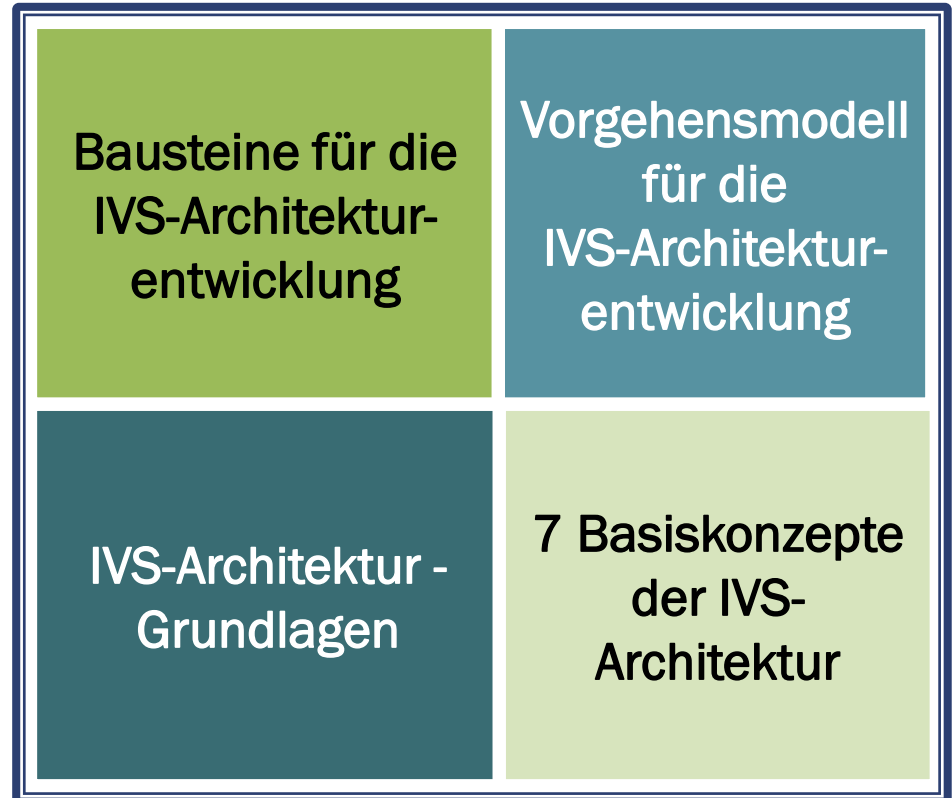 Bausteine für die
IVS-Architektur-
entwicklung
Vorgehensmodell
für die
IVS-Architektur-
entwicklung
IVS-Architektur -
Grundlagen
7 Basiskonzepte
der IVS-
Architektur